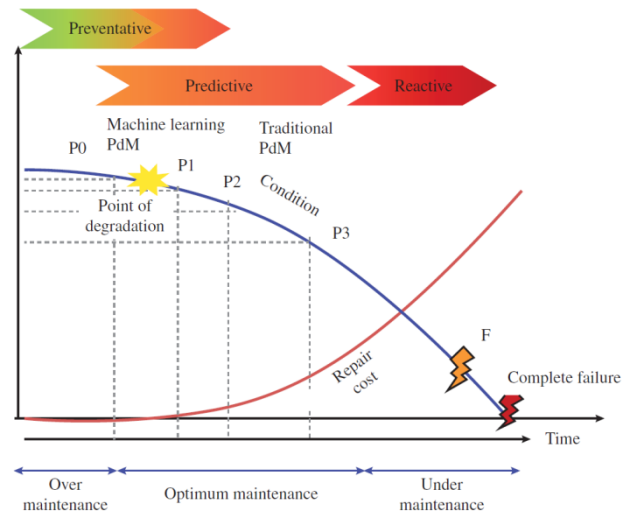 Preventative
Predictive
Reactive
Machine learning
PdM
Traditional
PdM
P0
P1
P2
Condition
Point of
degradation
P3
F
Repair
cost
Complete failure
Time
Over
maintenance
Optimum maintenance
Under
maintenance